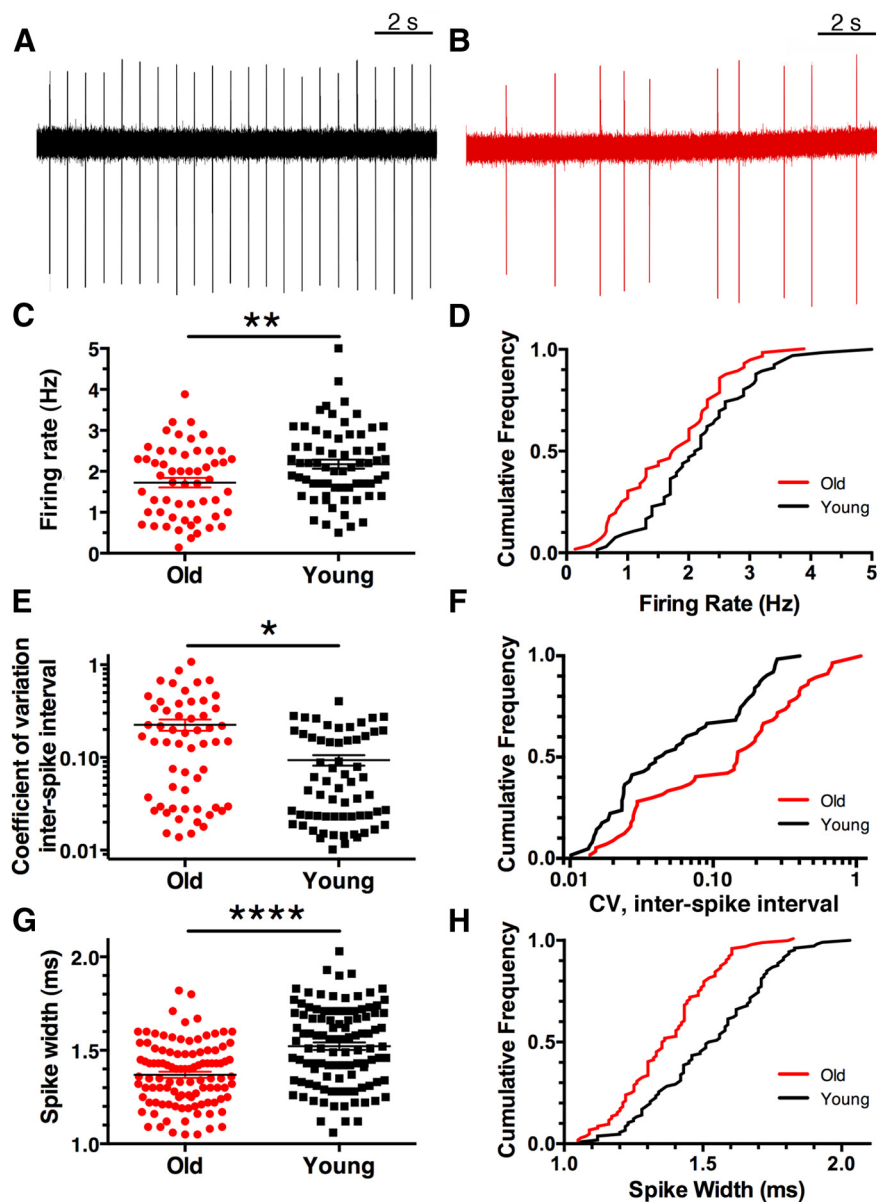 A
2 s
B
2 s
C
**
Firing rate (Hz)
5
4
3
2
1
0
Old
Young
D
Cumulative Frequency
1.0
0.5
0.0
0
1
2
3
4
5
Old
Young
Firing Rate (Hz)
E
*
Coefficient of variation
inter-spike interval
1
0.10
0.01
Old
Young
F
Cumulative Frequency
1.0
0.5
0.0
0.01
0.10
1
Old
Young
CV, inter-spike interval
G
****
Spike width (ms)
2.0
1.5
1.0
Old
Young
H
Cumulative Frequency
1.0
0.5
0.0
1.0
1.5
2.0
Old
Young
Spike Width (ms)